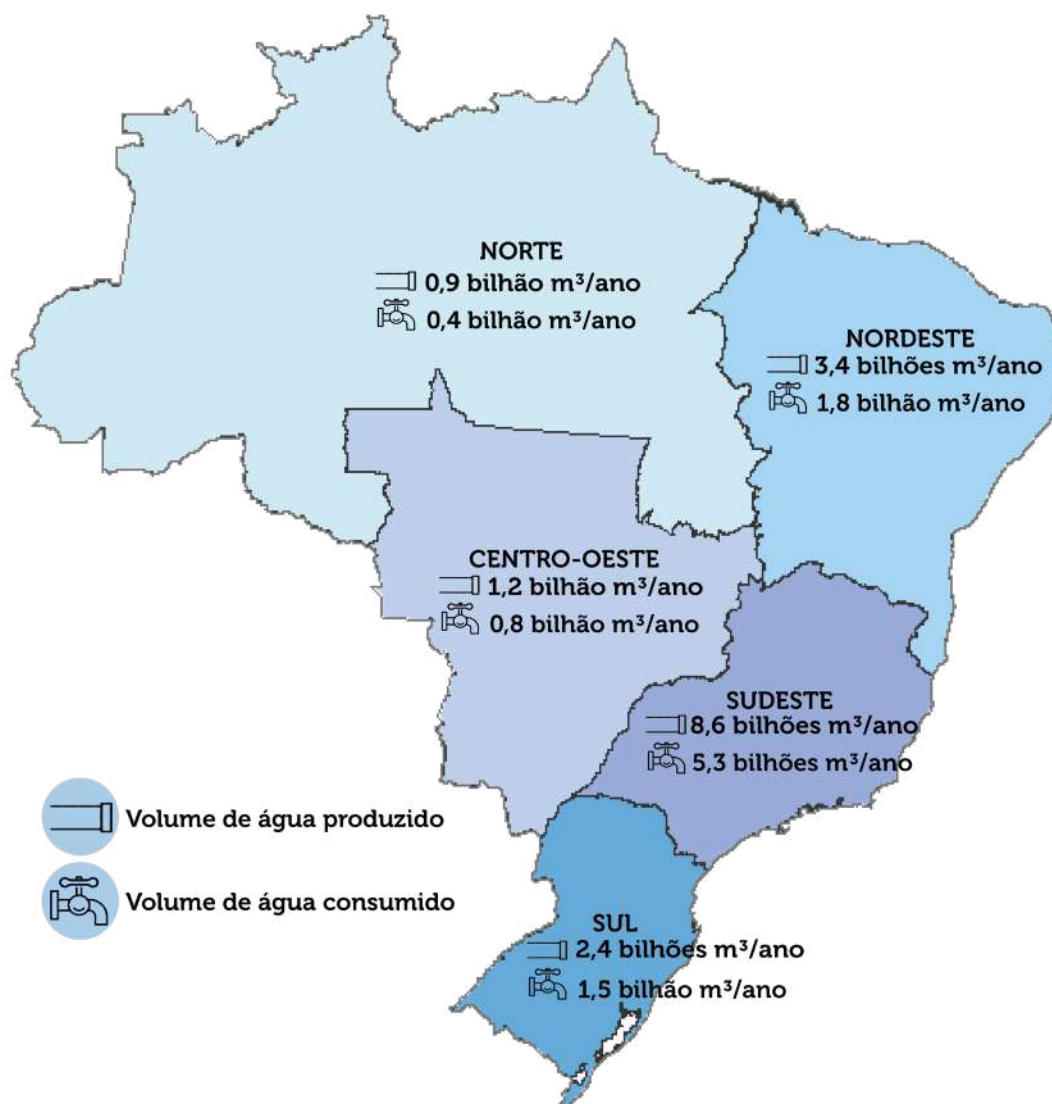 NORTE
0,9 bilhão m³/ano
0,4 bilhão m³/ano
NORDESTE
3,4 bilhões m³/ano
1,8 bilhão m³/ano
CENTRO-OESTE
1,2 bilhão m³/ano
0,8 bilhão m³/ano
SUDESTE
8,6 bilhões m³/ano
5,3 bilhões m³/ano
Volume de água produzido
Volume de água consumido
SUL
2,4 bilhões m³/ano
1,5 bilhão m³/ano